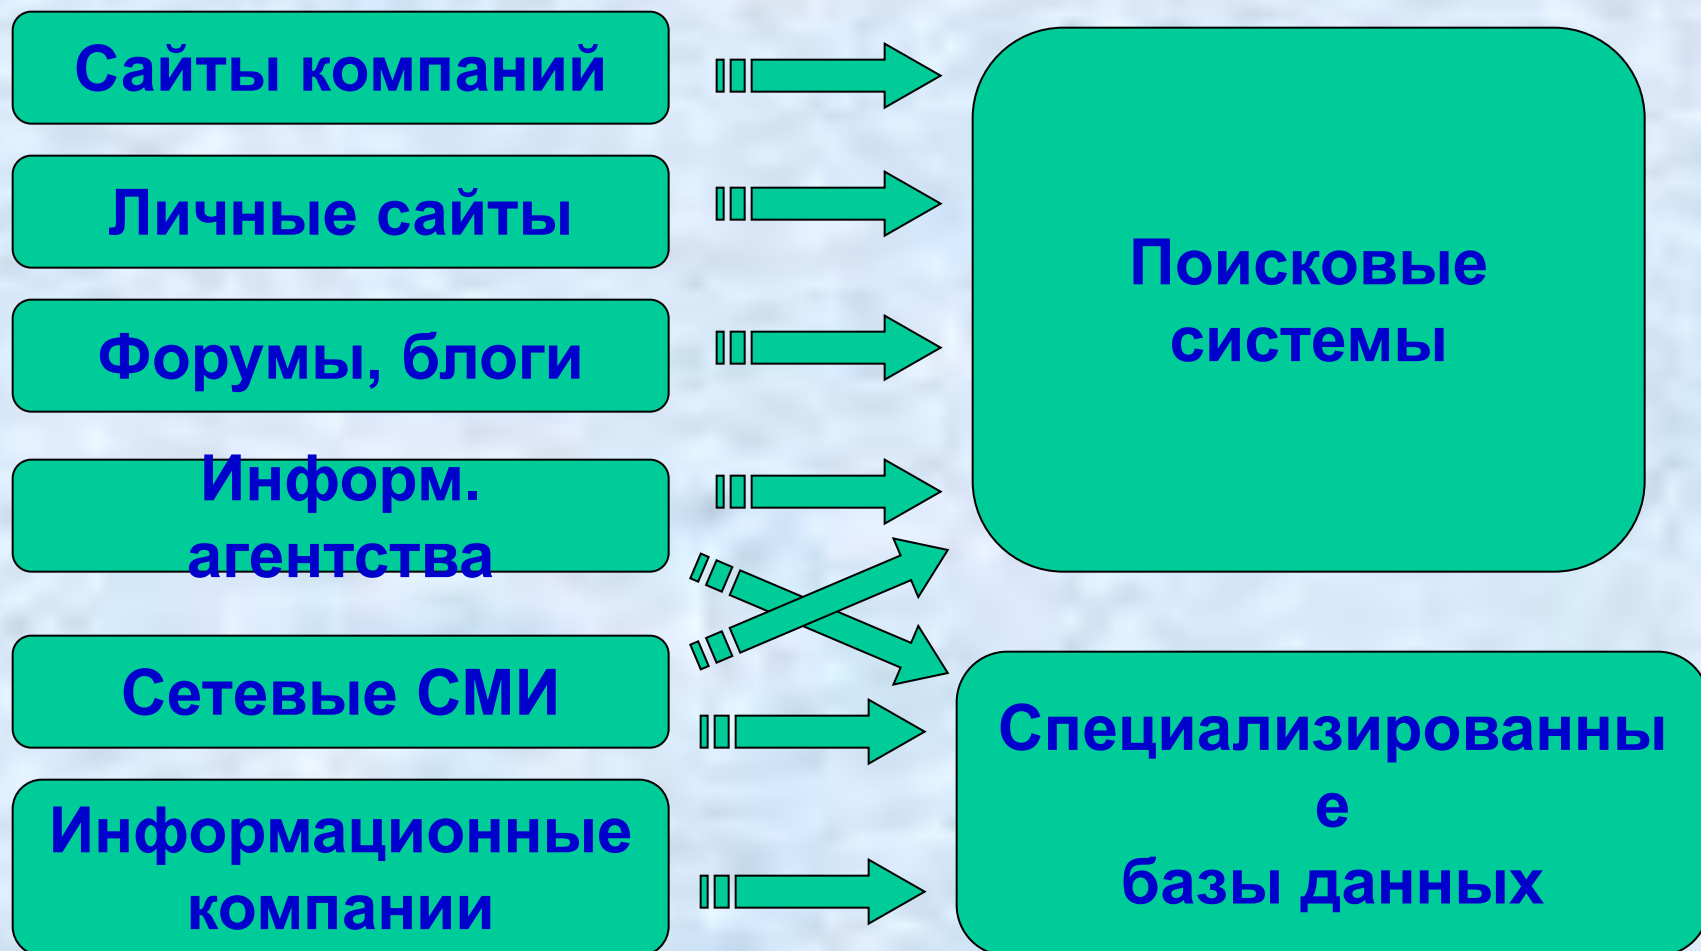 Сайты компаний
Личные сайты
Форумы, блоги
Информ.
агентства
Сетевые СМИ
Информационные
компании
Поисковые
системы
Специализированны
е
базы данных